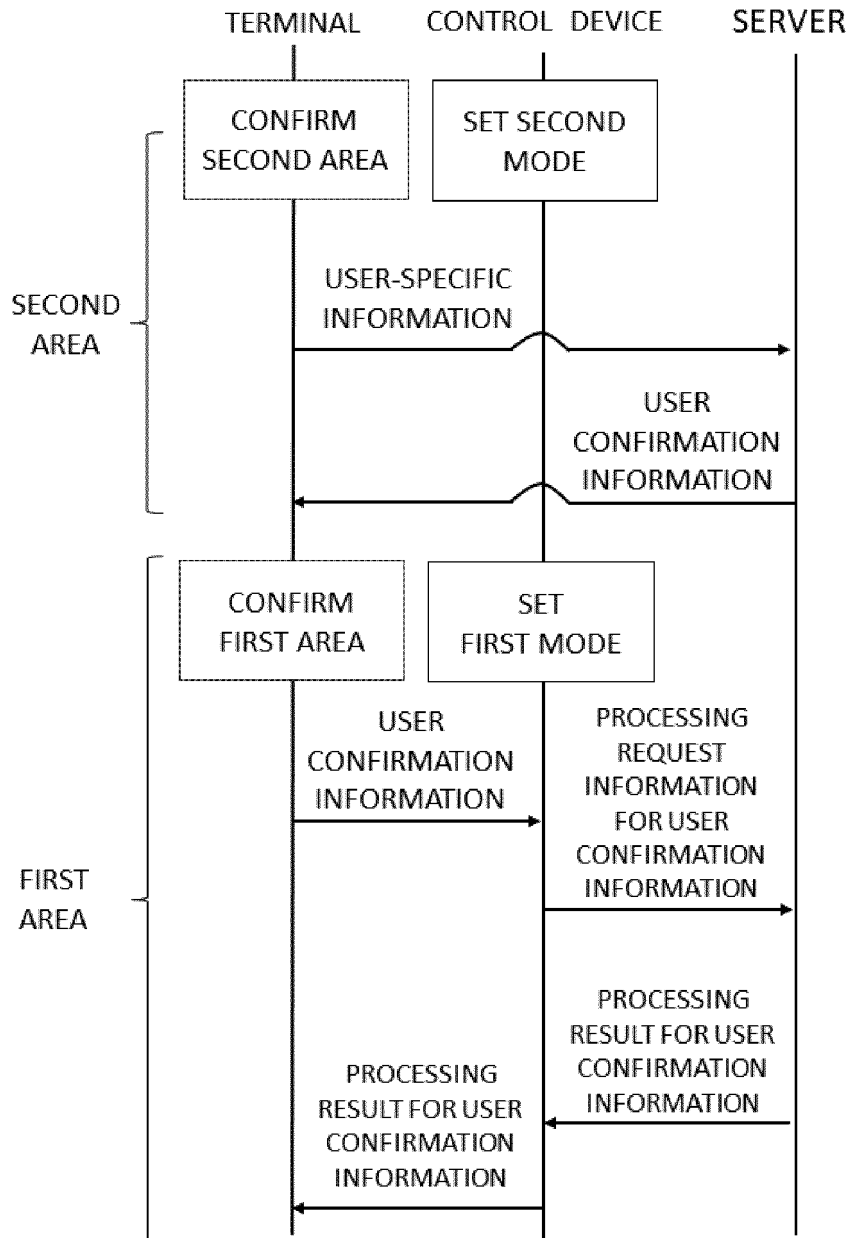 TERMINAL
CONTROL DEVICE
SERVER
CONFIRM
SECOND AREA
SET SECOND
MODE
SECOND
AREA
USER-SPECIFIC
INFORMATION
USER
CONFIRMATION
INFORMATION
CONFIRM
FIRST AREA
SET
FIRST MODE
FIRST
AREA
USER
CONFIRMATION
INFORMATION
PROCESSING
REQUEST
INFORMATION
FOR USER
CONFIRMATION
INFORMATION
PROCESSING
RESULT FOR USER
CONFIRMATION
INFORMATION
PROCESSING
RESULT FOR USER
CONFIRMATION
INFORMATION